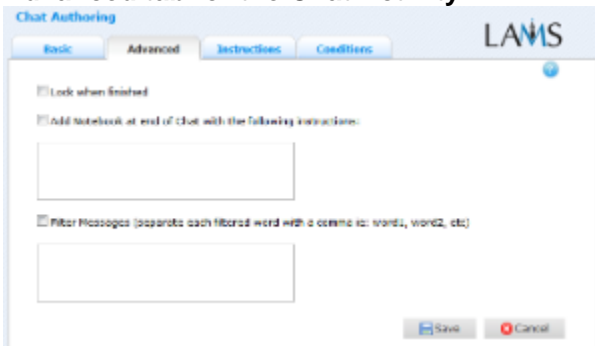 Chat Authoring
LAMS
Basic Advanced Instructions Conditions
Lock when finished
Add Notebook at end of Chat with the following instructions:
Filter Messages (separate each filtered word with a comma ie: word1, word2, etc)
Save Cancel